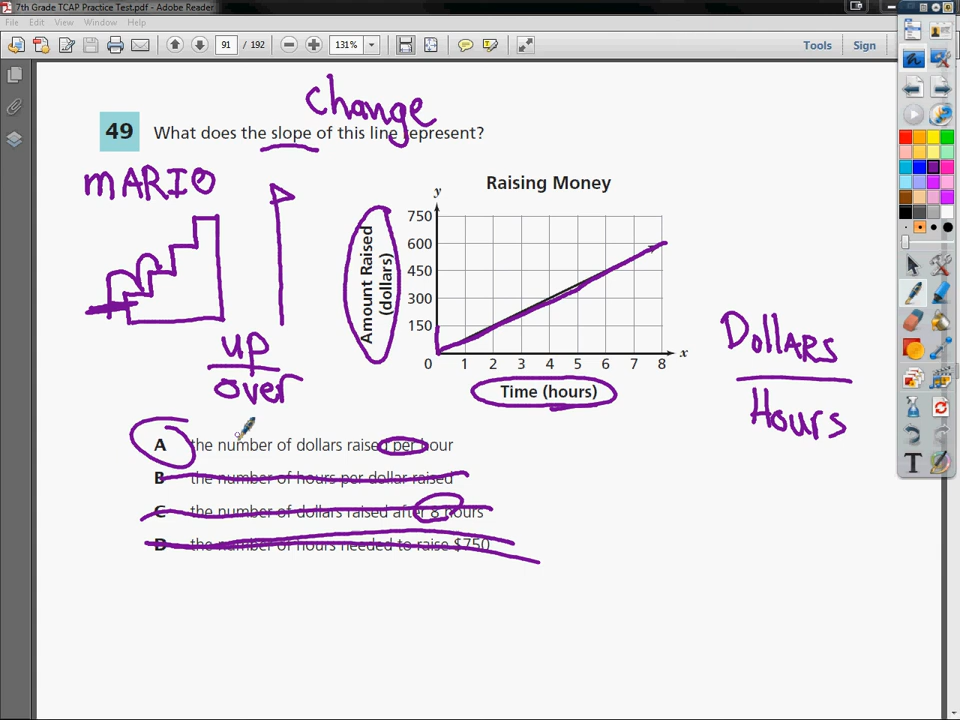 7th Grade TCAP Practice Test.pdf - Adobe Reader
File Edit View Window Help
91 / 192 131% Tools Sign
change
49 What does the slope of this line represent?
MARIO
Raising Money
y
Amount Raised
(dollars)
750
600
450
300
150
0 1 2 3 4 5 6 7 8 x
Time (hours)
up
over
Dollars
Hours
A the number of dollars raised per hour
B the number of hours per dollar raised
C the number of dollars raised after 8 hours
D the number of hours needed to raise $750
T